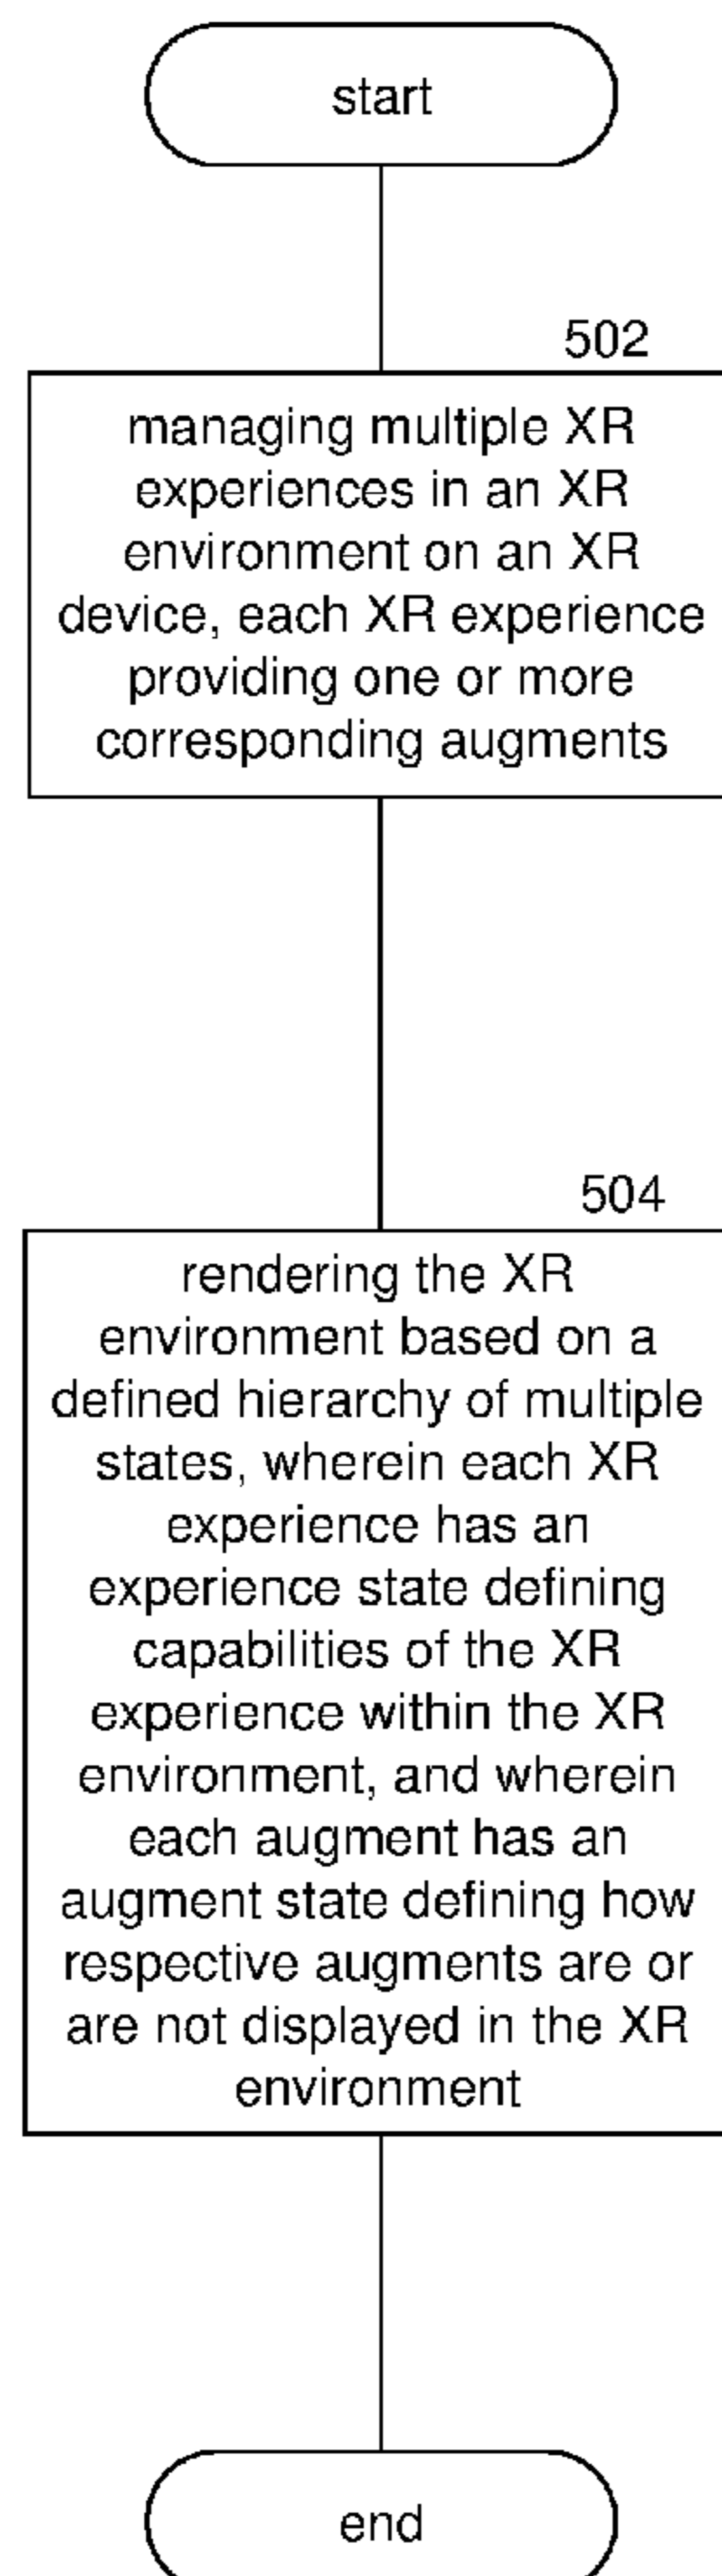 start
502
managing multiple XR
experiences in an XR
environment on an XR
device, each XR experience
providing one or more
corresponding augments
504
rendering the XR
environment based on a
defined hierarchy of multiple
states, wherein each XR
experience has an
experience state defining
capabilities of the XR
experience within the XR
environment, and wherein
each augment has an
augment state defining how
respective augments are or
are not displayed in the XR
environment
end